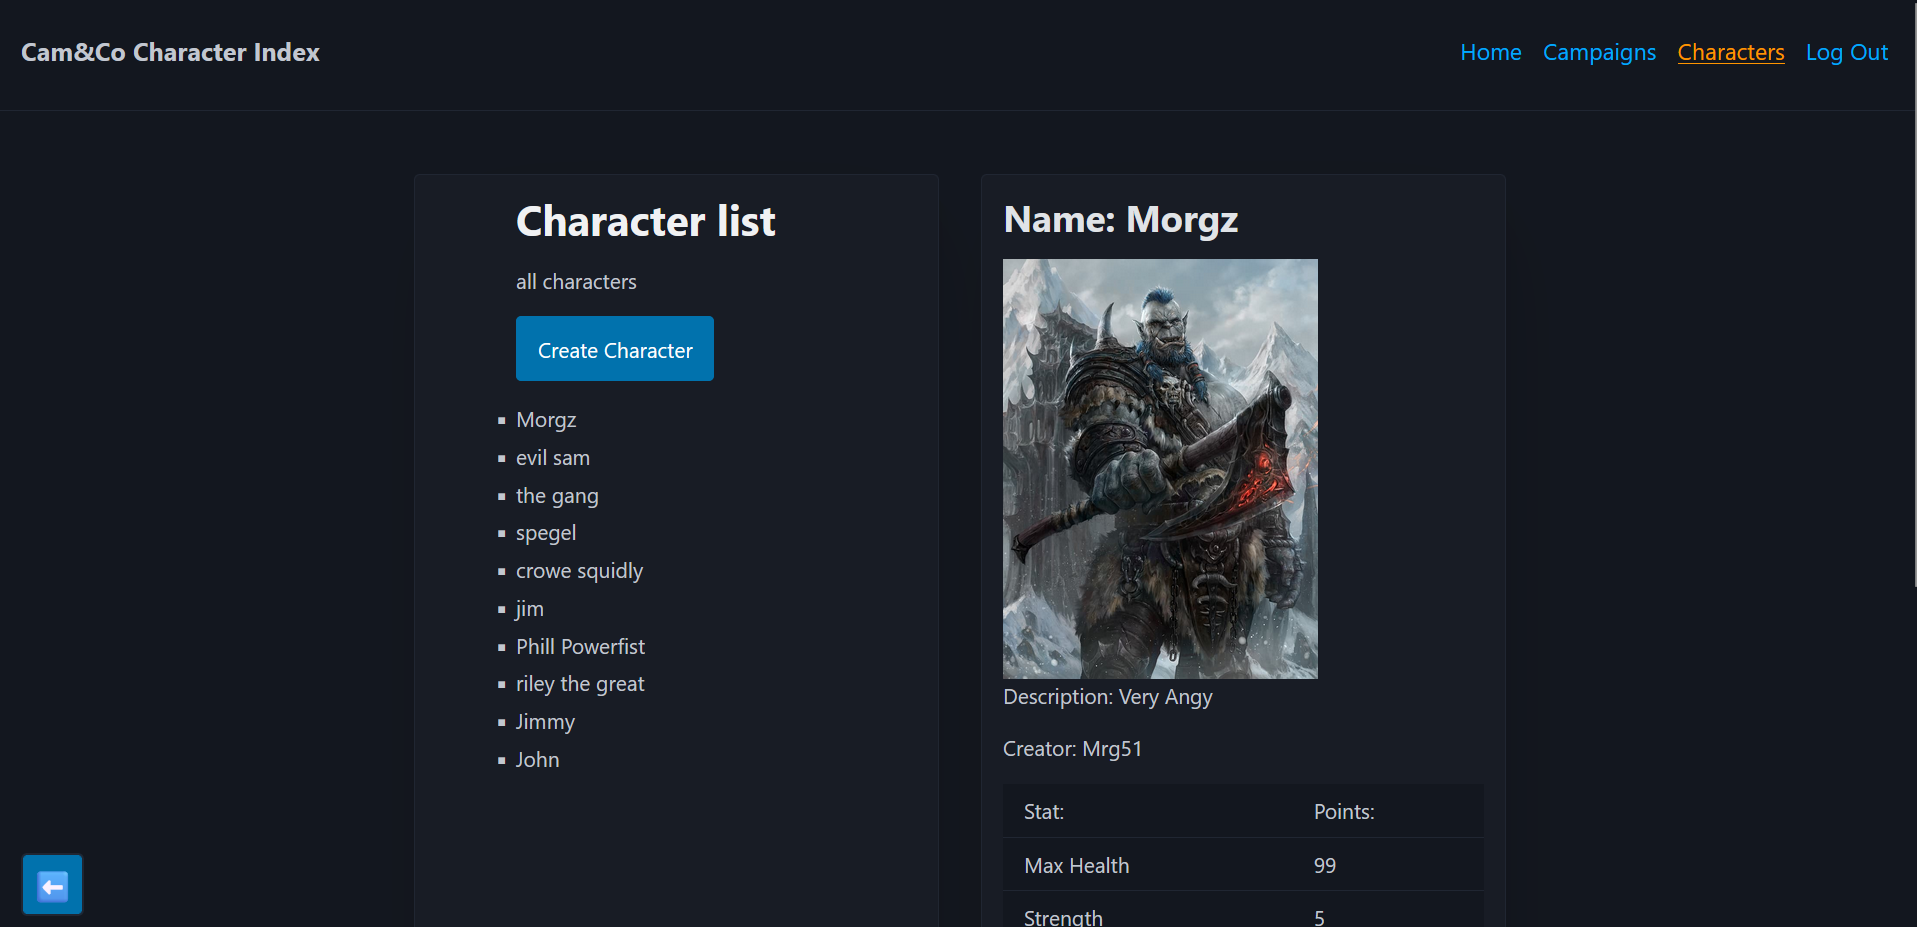 Cam&Co Character Index
Home Campaigns Characters Log Out
Character list
all characters
Create Character
Morgz
evil sam
the gang
spegel
crowe squidly
jim
Phill Powerfist
riley the great
Jimmy
John
Name: Morgz
Description: Very Angy
Creator: Mrg51
Stat: Points:
Max Health 99
Strength 5